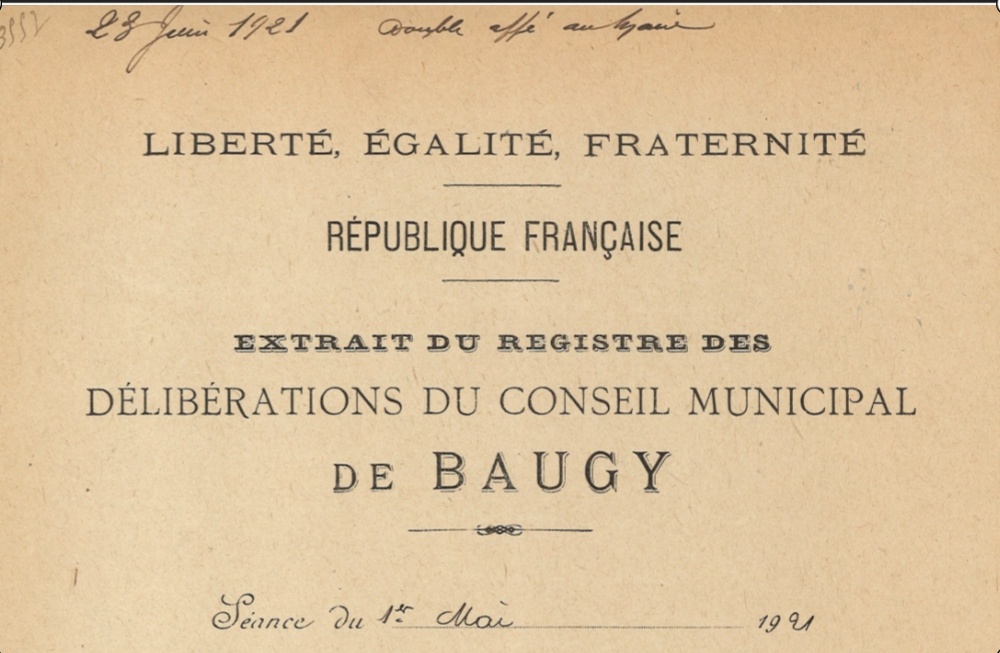 23 Juin 1921 Double au Maire
LIBERTÉ, ÉGALITÉ, FRATERNITÉ
RÉPUBLIQUE FRANÇAISE
EXTRAIT DU REGISTRE DES
DÉLIBÉRATIONS DU CONSEIL MUNICIPAL
DE BAUGY
Séance du 1er Mai 1921